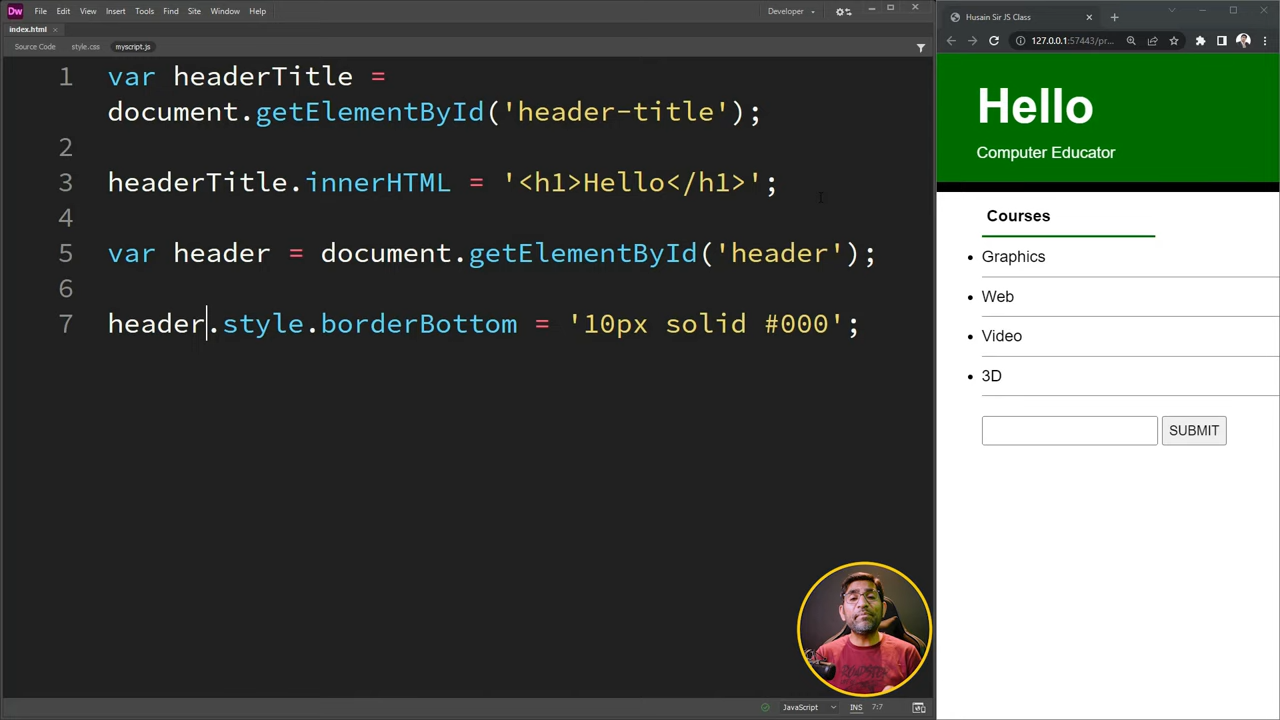 Dw File Edit View Insert Tools Find Site Window Help Developer
index.html
Source Code style.css myscript.js
1 var headerTitle =
document.getElementById('header-title');
2
3 headerTitle.innerHTML = '<h1>Hello</h1>';
4
5 var header = document.getElementById('header');
6
7 header.style.borderBottom = '10px solid #000';
JavaScript INS 7:7
Husain Sir JS Class
127.0.0.1:57443/pr...
Hello
Computer Educator
Courses
Graphics
Web
Video
3D
SUBMIT